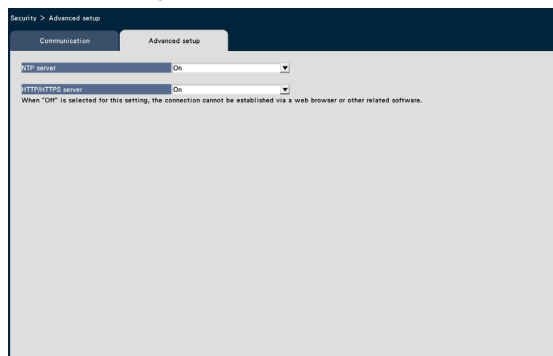 Security > Advanced setup
Communication
Advanced setup
NTP server On
HTTP/HTTPS server On
When "Off" is selected for this setting, the connection cannot be established via a web browser or other related software.